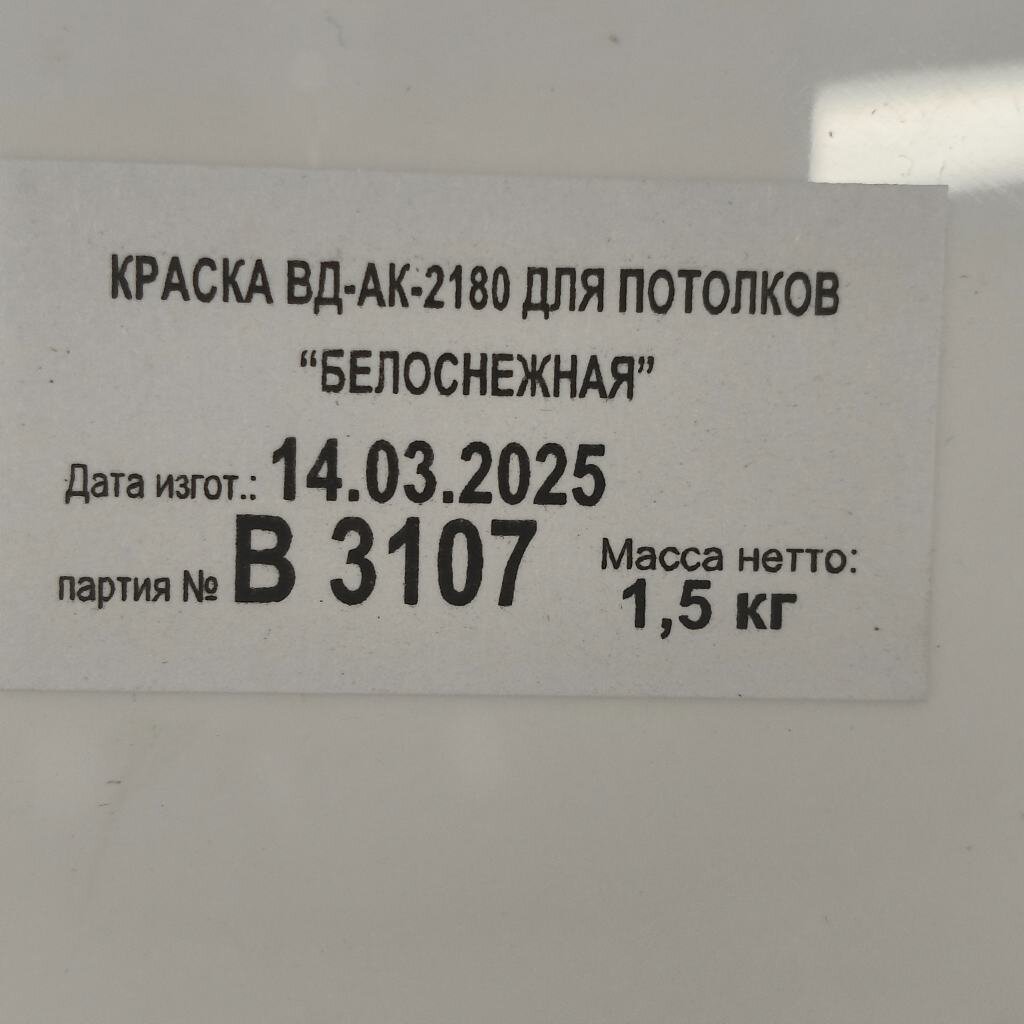 КРАСКА ВД-АК-2180 ДЛЯ ПОТОЛКОВ
“БЕЛОСНЕЖНАЯ”
Дата изгот.: 14.03.2025
партия № В 3107
Масса нетто:
1,5 кг